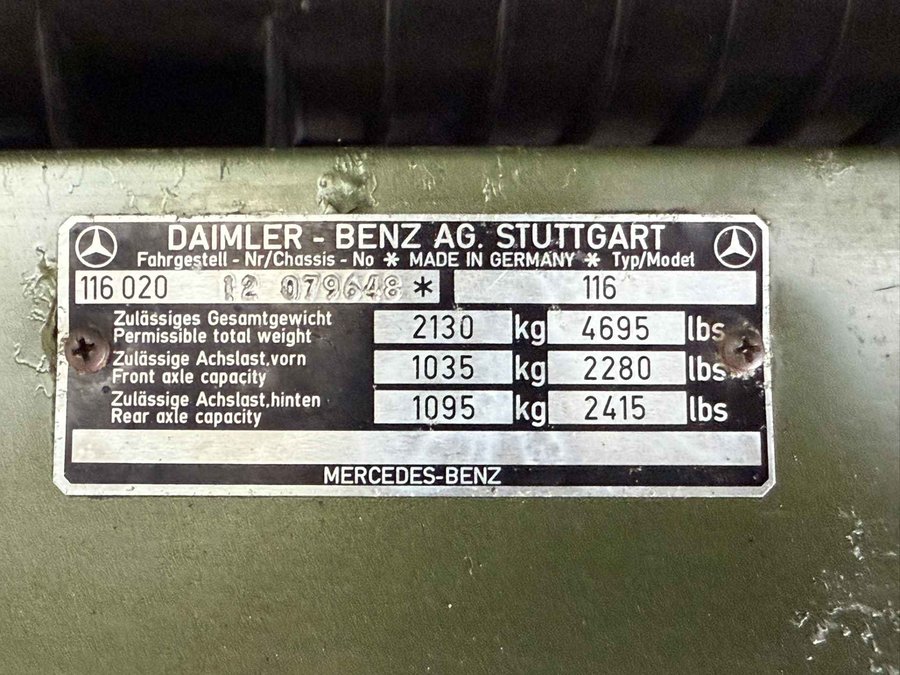 DAIMLER - BENZ AG. STUTTGART
Fahrgestell - Nr/Chassis - No * MADE IN GERMANY * Typ/Model
116 020 12 079648 * 116
Zulässiges Gesamtgewicht
Permissible total weight 2130 kg 4695 lbs
Zulässige Achslast,vorn
Front axle capacity 1035 kg 2280 lbs
Zulässige Achslast,hinten
Rear axle capacity 1095 kg 2415 lbs
MERCEDES-BENZ